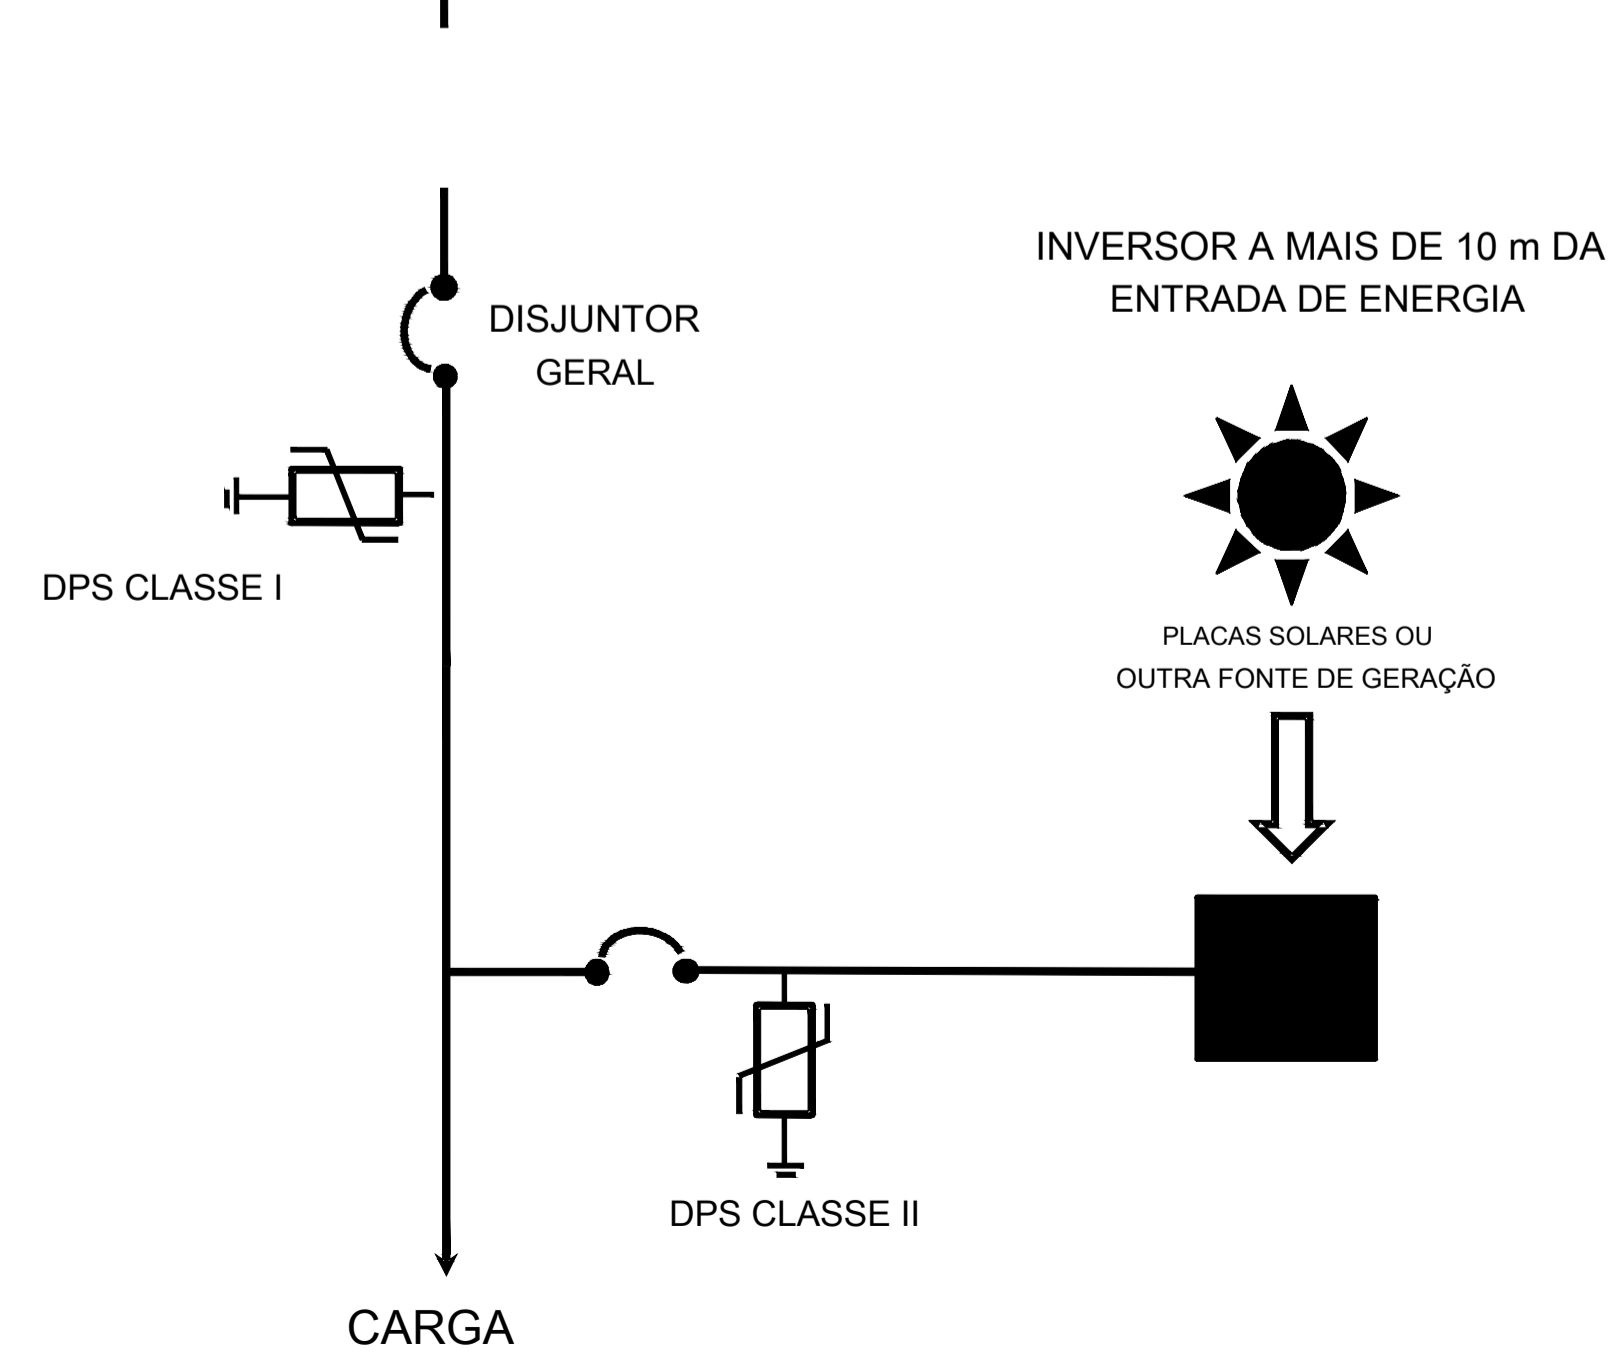 INVERSOR A MAIS DE 10 m DA
ENTRADA DE ENERGIA
DISJUNTOR
GERAL
DPS CLASSE I
PLACAS SOLARES OU
OUTRA FONTE DE GERAÇÃO
DPS CLASSE II
CARGA